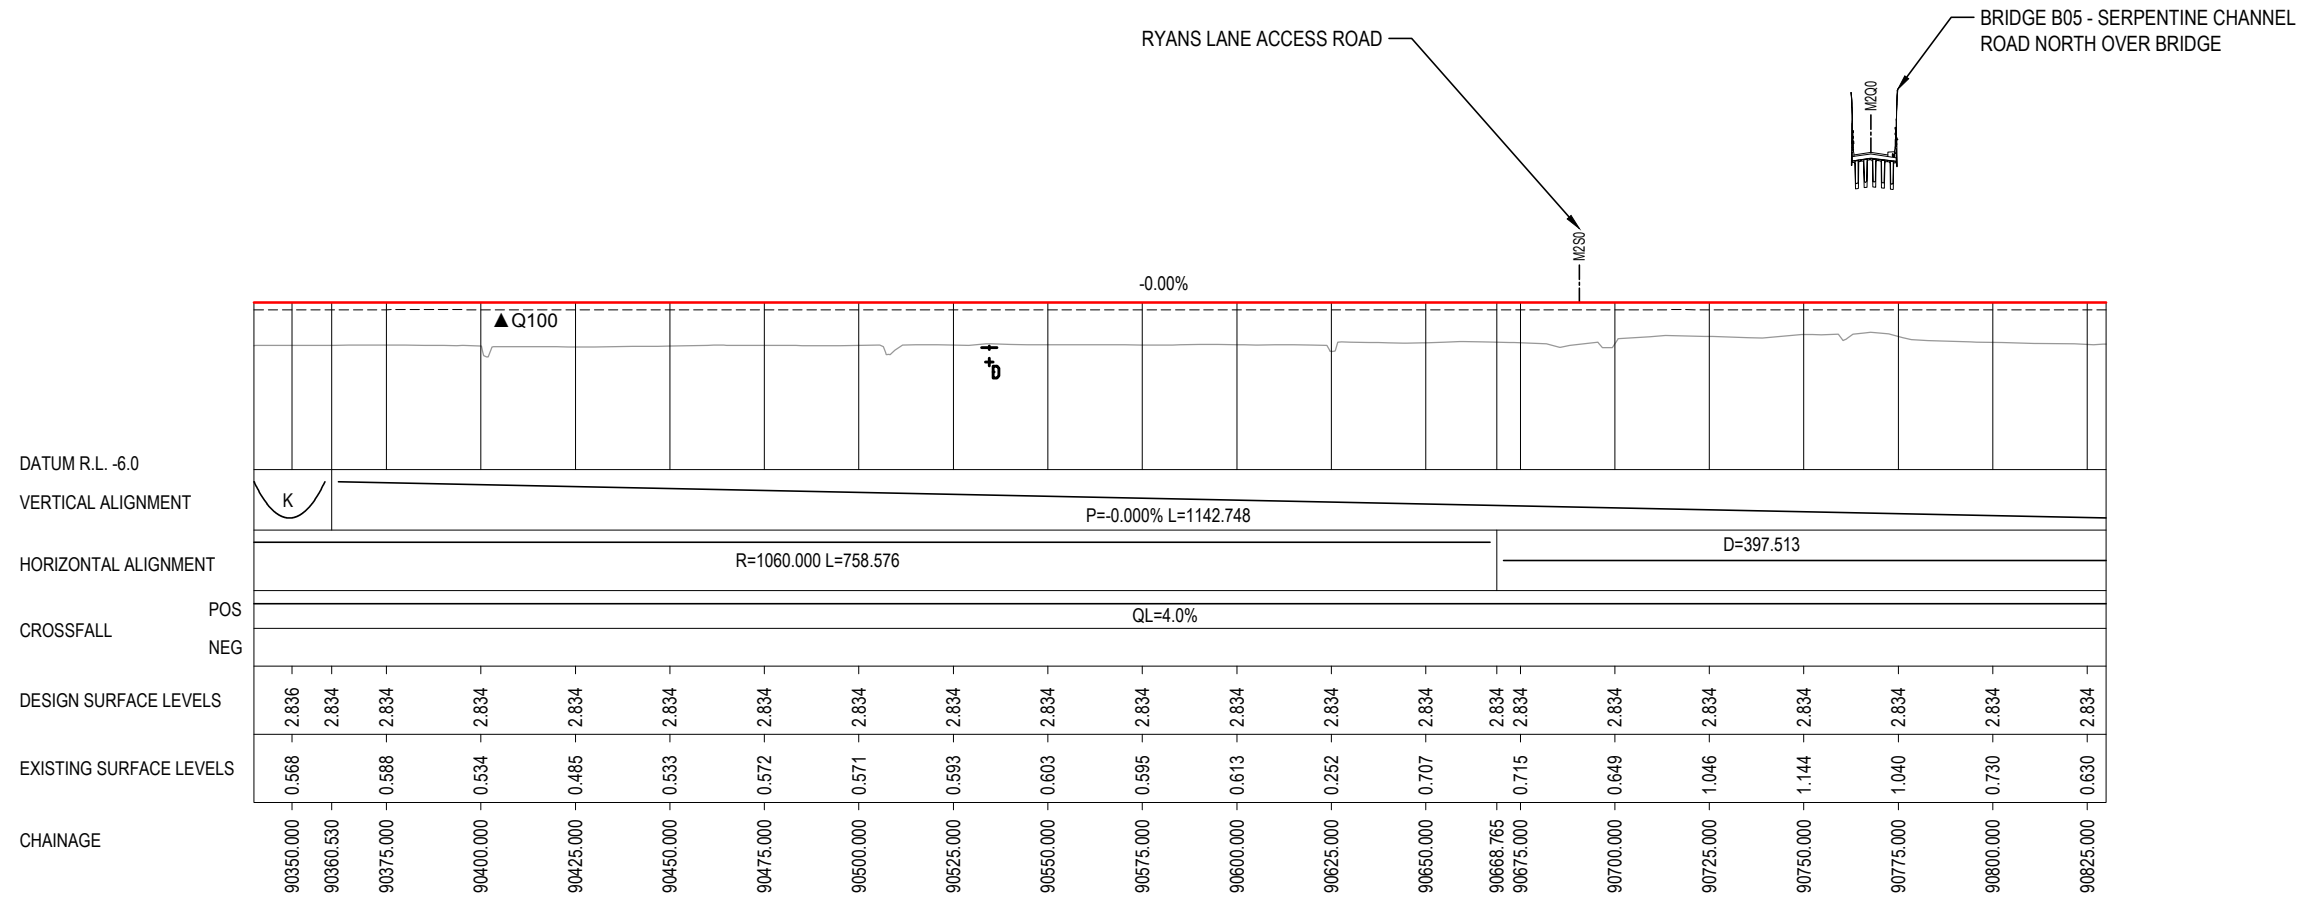 BRIDGE B05 - SERPENTINE CHANNEL
ROAD NORTH OVER BRIDGE
RYANS LANE ACCESS ROAD
M2Q0
M2S0
-0.00%
▲Q100
D
DATUM R.L. -6.0
VERTICAL ALIGNMENT
K
P=-0.000% L=1142.748
HORIZONTAL ALIGNMENT
R=1060.000 L=758.576
D=397.513
CROSSFALL
POS
QL=4.0%
NEG
DESIGN SURFACE LEVELS
2.836 2.834 2.834 2.834 2.834 2.834 2.834 2.834 2.834 2.834 2.834 2.834 2.834 2.834 2.834 2.834 2.834 2.834 2.834 2.834 2.834 2.834
EXISTING SURFACE LEVELS
0.568 0.588 0.534 0.485 0.533 0.572 0.571 0.593 0.603 0.595 0.613 0.252 0.707 0.715 0.649 1.046 1.144 1.040 0.730 0.630
CHAINAGE
90350.000 90360.530 90375.000 90400.000 90425.000 90450.000 90475.000 90500.000 90525.000 90550.000 90575.000 90600.000 90625.000 90650.000 90668.765 90675.000 90700.000 90725.000 90750.000 90775.000 90800.000 90825.000